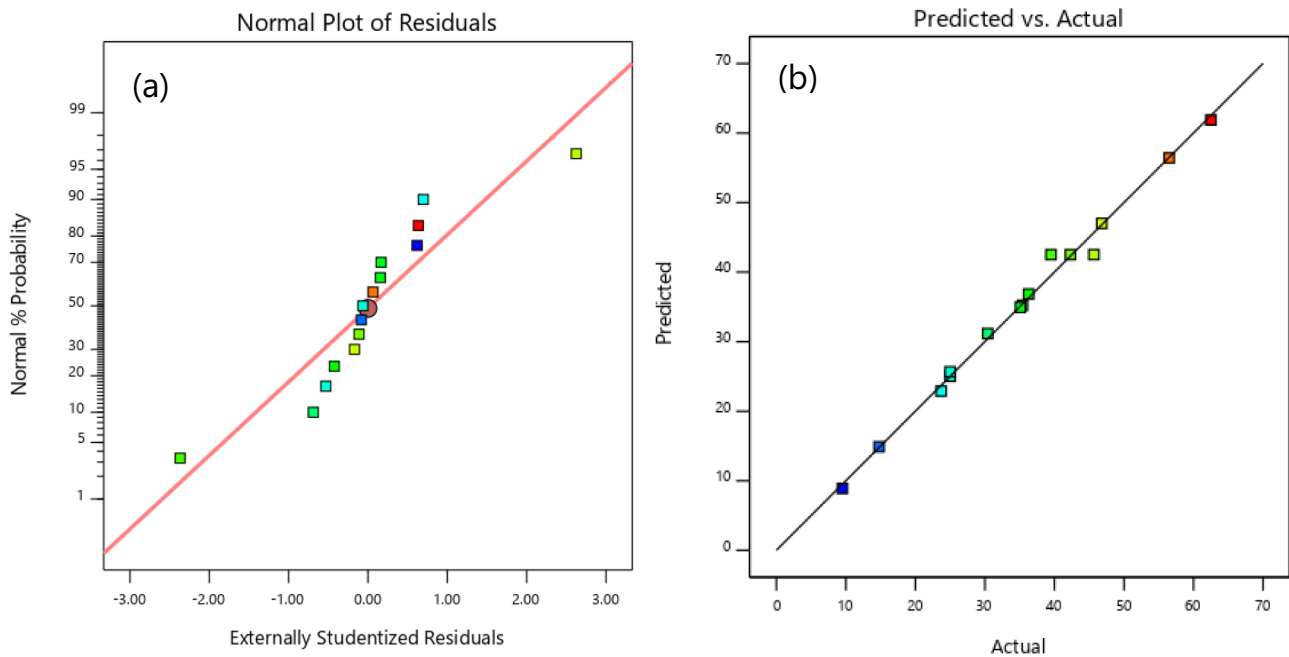 Normal Plot of Residuals
(a)
99
95
90
80
70
50
30
20
10
5
1
Normal % Probability
-3.00 -2.00 -1.00 0.00 1.00 2.00 3.00
Externally Studentized Residuals
Predicted vs. Actual
(b)
70
60
50
40
30
20
10
0
Predicted
0 10 20 30 40 50 60 70
Actual